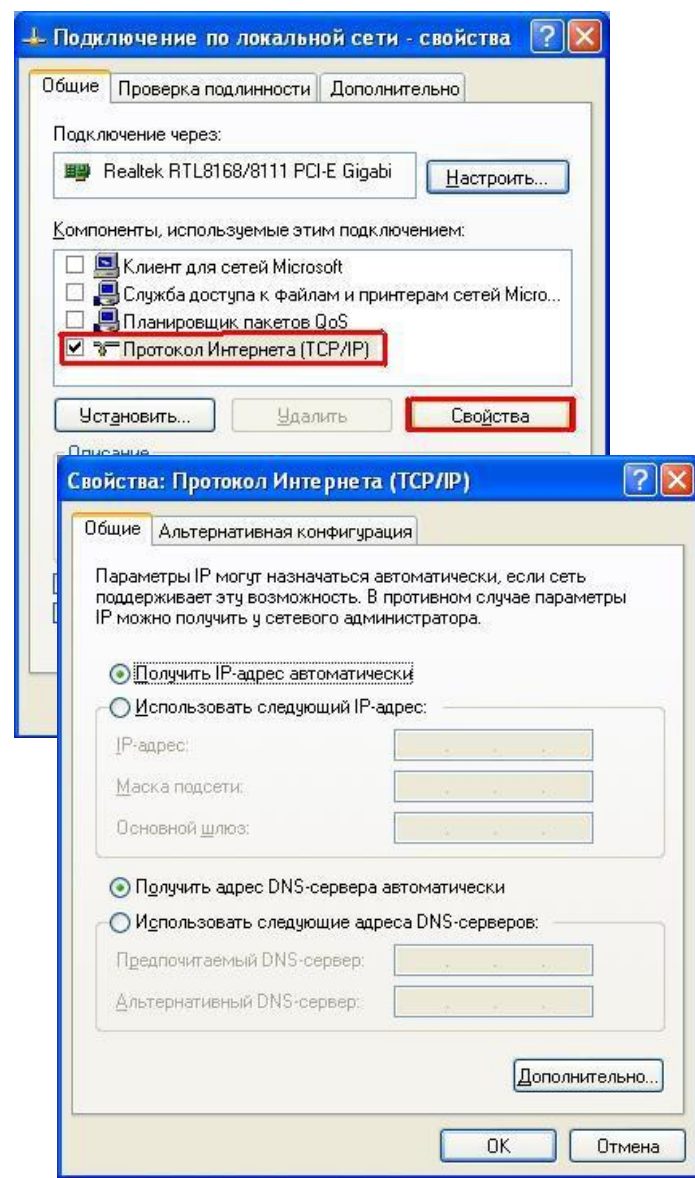 Подключение по локальной сети - свойства
Общие
Проверка подлинности
Дополнительно
Подключение через:
Realtek RTL8168/8111 PCI-E Gigabi
Настроить...
Компоненты, используемые этим подключением:
Клиент для сетей Microsoft
Служба доступа к файлам и принтерам сетей Micro...
Планировщик пакетов QoS
Протокол Интернета (TCP/IP)
Установить...
Удалить
Свойства
Описание
Свойства: Протокол Интернета (TCP/IP)
Общие
Альтернативная конфигурация
Параметры IP могут назначаться автоматически, если сеть
поддерживает эту возможность. В противном случае параметры
IP можно получить у сетевого администратора.
Получить IP-адрес автоматически
Использовать следующий IP-адрес:
IP-адрес:
Маска подсети:
Основной шлюз:
Получить адрес DNS-сервера автоматически
Использовать следующие адреса DNS-серверов:
Предпочитаемый DNS-сервер:
Альтернативный DNS-сервер:
Дополнительно...
OK
Отмена